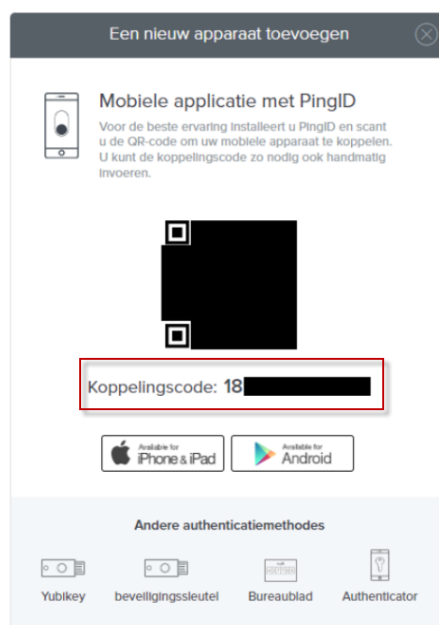 Een nieuw apparaat toevoegen
Mobiele applicatie met PingID
Voor de beste ervaring installeert u PingID en scant
u de QR-code om uw mobiele apparaat te koppelen.
U kunt de koppelingscode zo nodig ook handmatig
invoeren.
Koppelingscode: 18
Available for
iPhone & iPad
Available for
Android
Andere authenticatiemethodes
Yubikey
beveiligingssleutel
Bureaublad
Authenticator